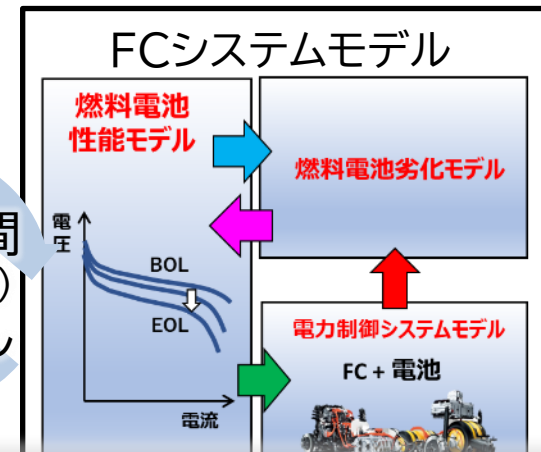 FCシステムモデル
燃料電池
性能モデル
燃料電池劣化モデル
間
)
電
圧
BOL
EOL
電流
電力制御システムモデル
FC + 電池